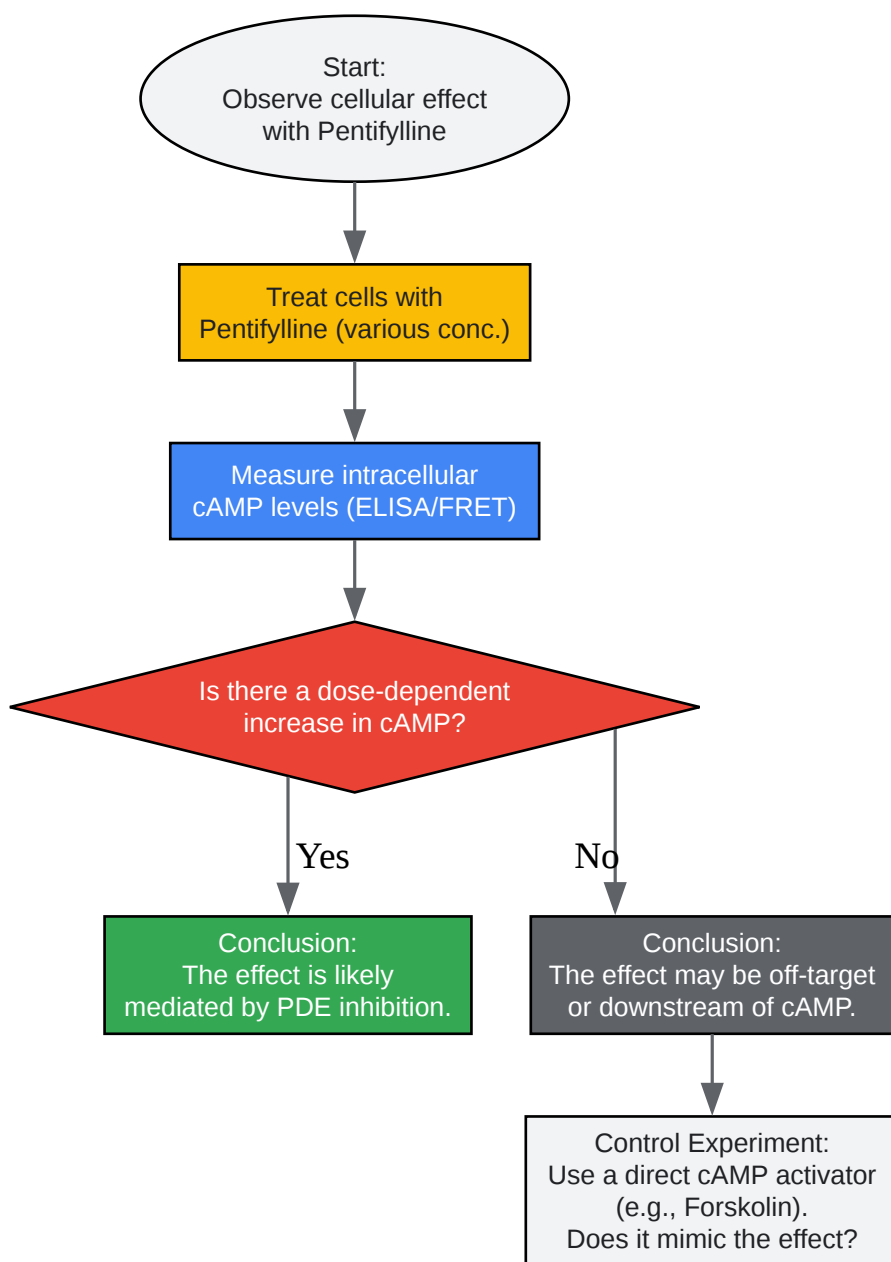 Start:
Observe cellular effect
with Pentifylline
Treat cells with
Pentifylline (various conc.)
Measure intracellular
cAMP levels (ELISA/FRET)
Is there a dose-dependent
increase in cAMP?
Yes
No
Conclusion:
The effect is likely
mediated by PDE inhibition.
Conclusion:
The effect may be off-target
or downstream of cAMP.
Control Experiment:
Use a direct cAMP activator
(e.g., Forskolin).
Does it mimic the effect?